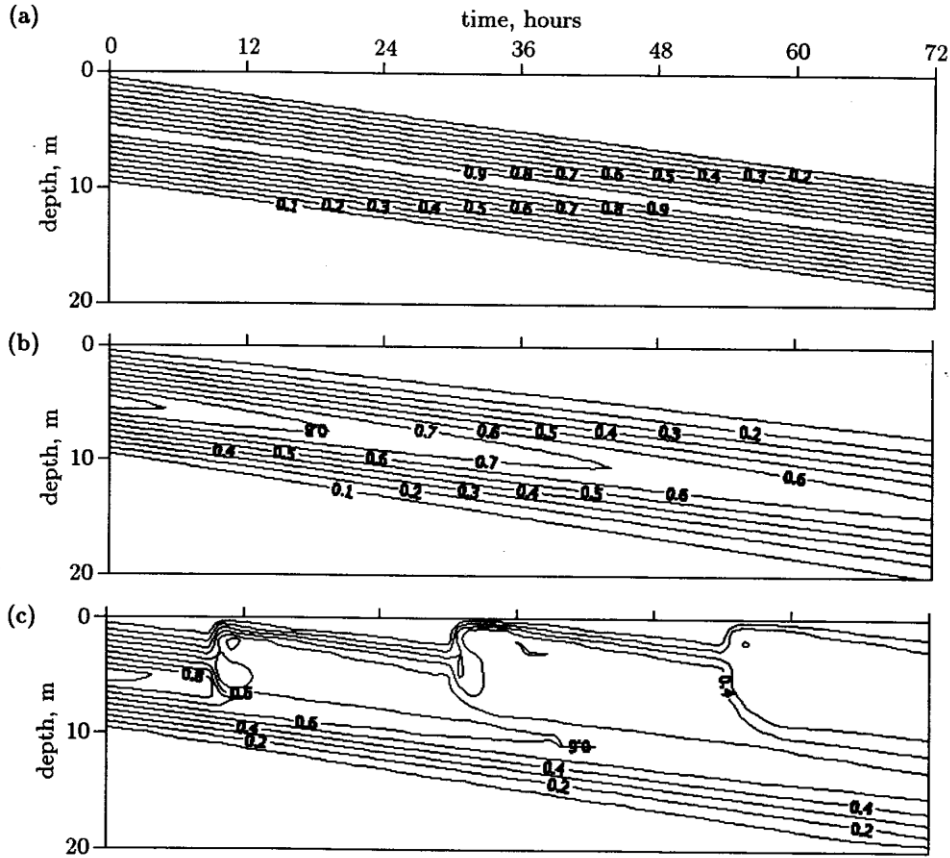 (a)
time, hours
0 12 24 36 48 60 72
0
10
20
depth, m
0.9 0.8 0.7 0.6 0.5 0.4 0.3 0.2
0.1 0.2 0.3 0.4 0.5 0.6 0.7 0.8 0.9
(b)
0
10
20
depth, m
0.8 0.7 0.6 0.5 0.4 0.3 0.2
0.4 0.5 0.6 0.7 0.6
0.1 0.2 0.3 0.4 0.5 0.6
(c)
0
10
20
depth, m
0.8 0.6 0.4
0.4 0.6 0.6
0.2 0.4
0.2 0.4
0.2